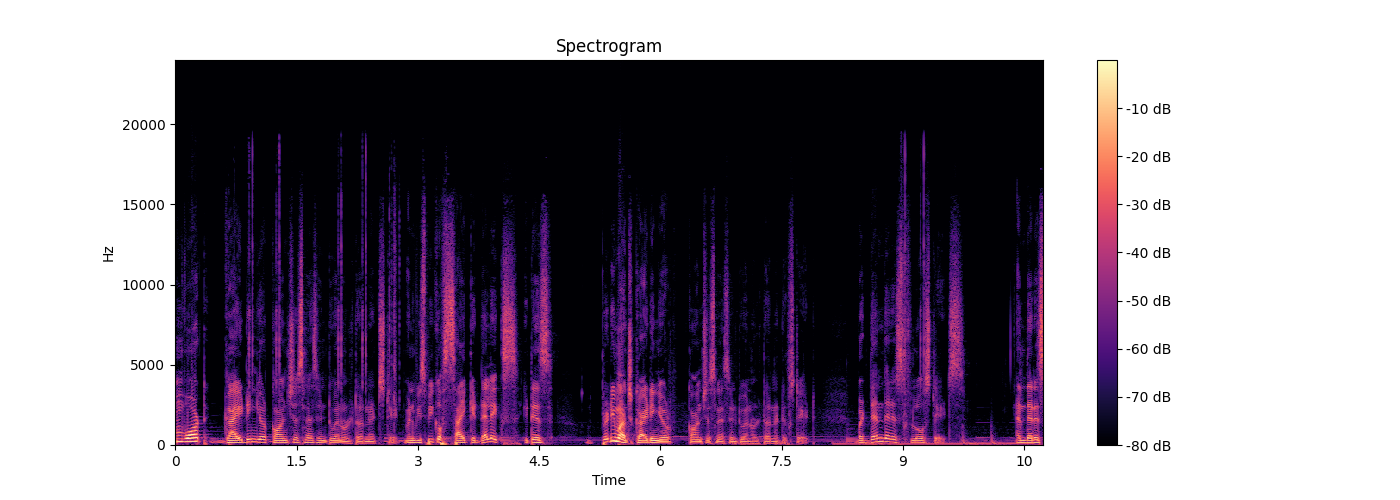 Spectrogram
20000
15000
10000
5000
0
Hz
0 1.5 3 4.5 6 7.5 9 10
Time
-10 dB
-20 dB
-30 dB
-40 dB
-50 dB
-60 dB
-70 dB
-80 dB